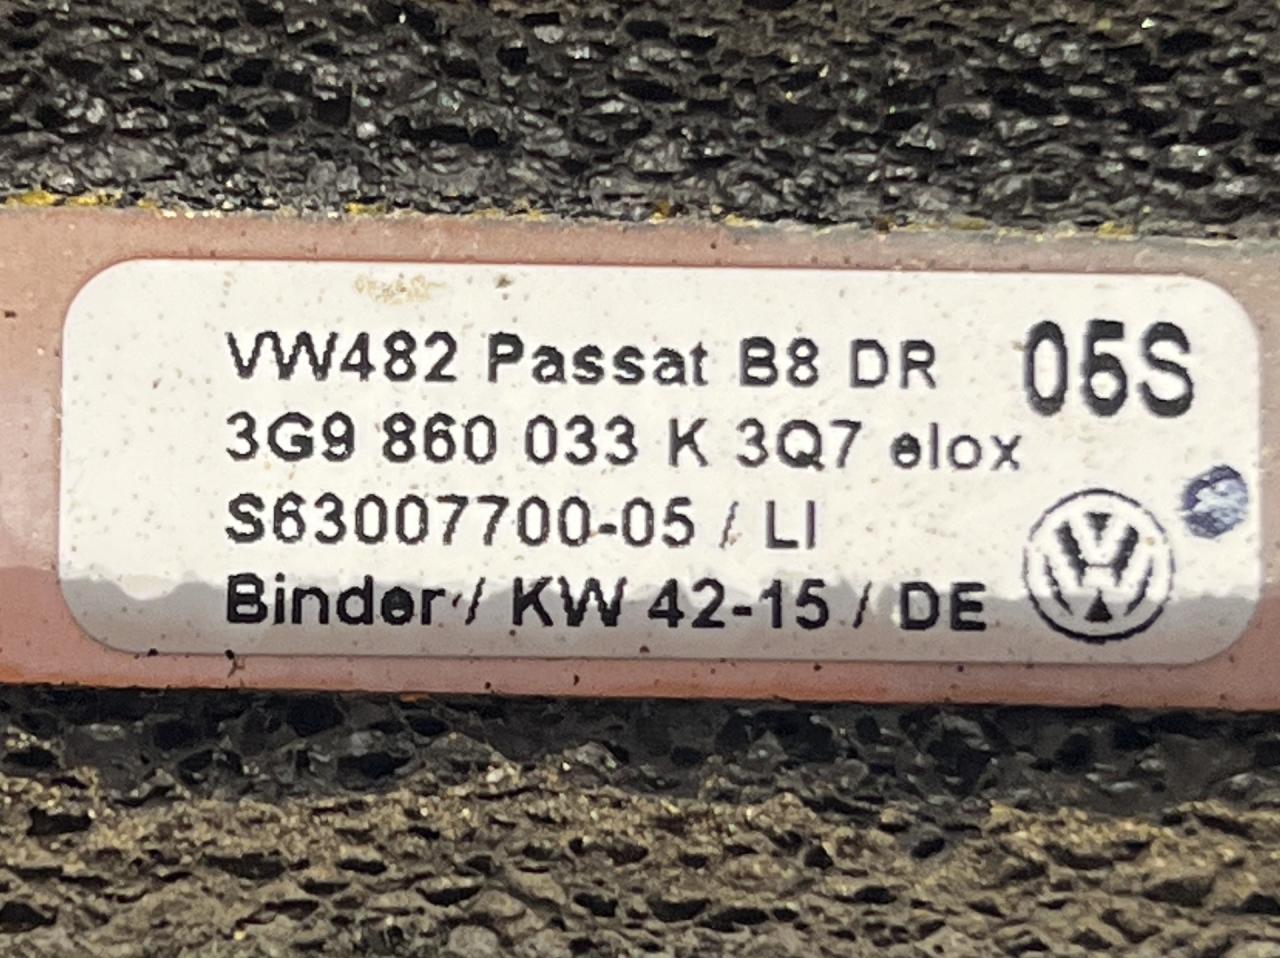 VW482 Passat B8 DR 05S
3G9 860 033 K 3Q7 elox
S63007700-05 / LI
Binder / KW 42-15 / DE